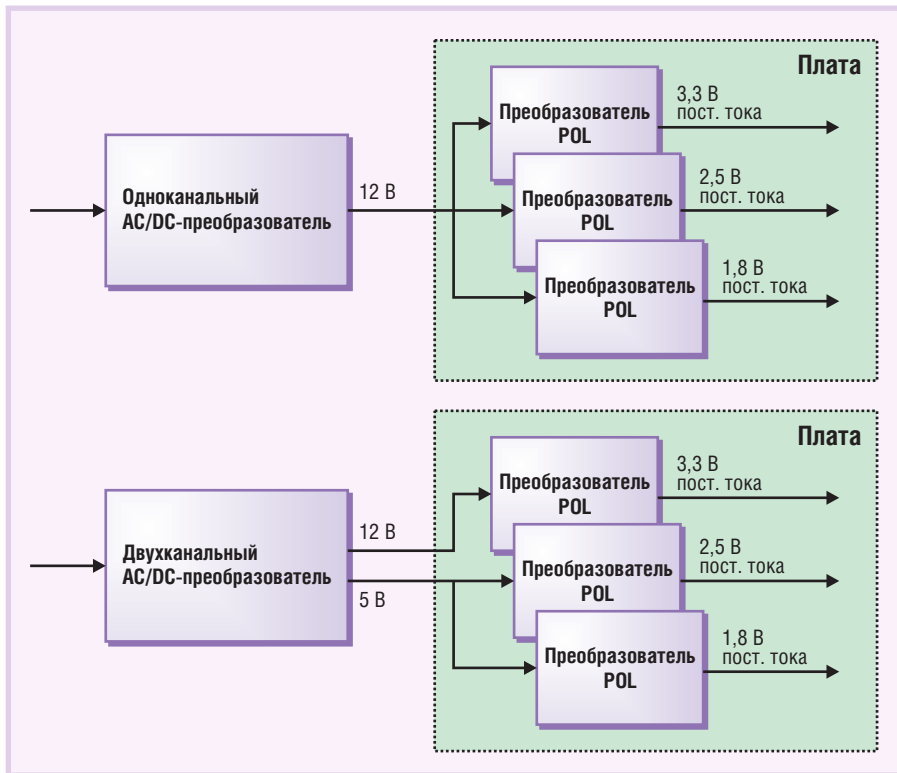 Плата
Преобразователь
POL
3,3 В
пост. тока
Одноканальный
AC/DC-преобразователь
12 В
Преобразователь
POL
2,5 В
пост. тока
Преобразователь
POL
1,8 В
пост. тока
Плата
Преобразователь
POL
3,3 В
пост. тока
Двухканальный
AC/DC-преобразователь
12 В
5 В
Преобразователь
POL
2,5 В
пост. тока
Преобразователь
POL
1,8 В
пост. тока